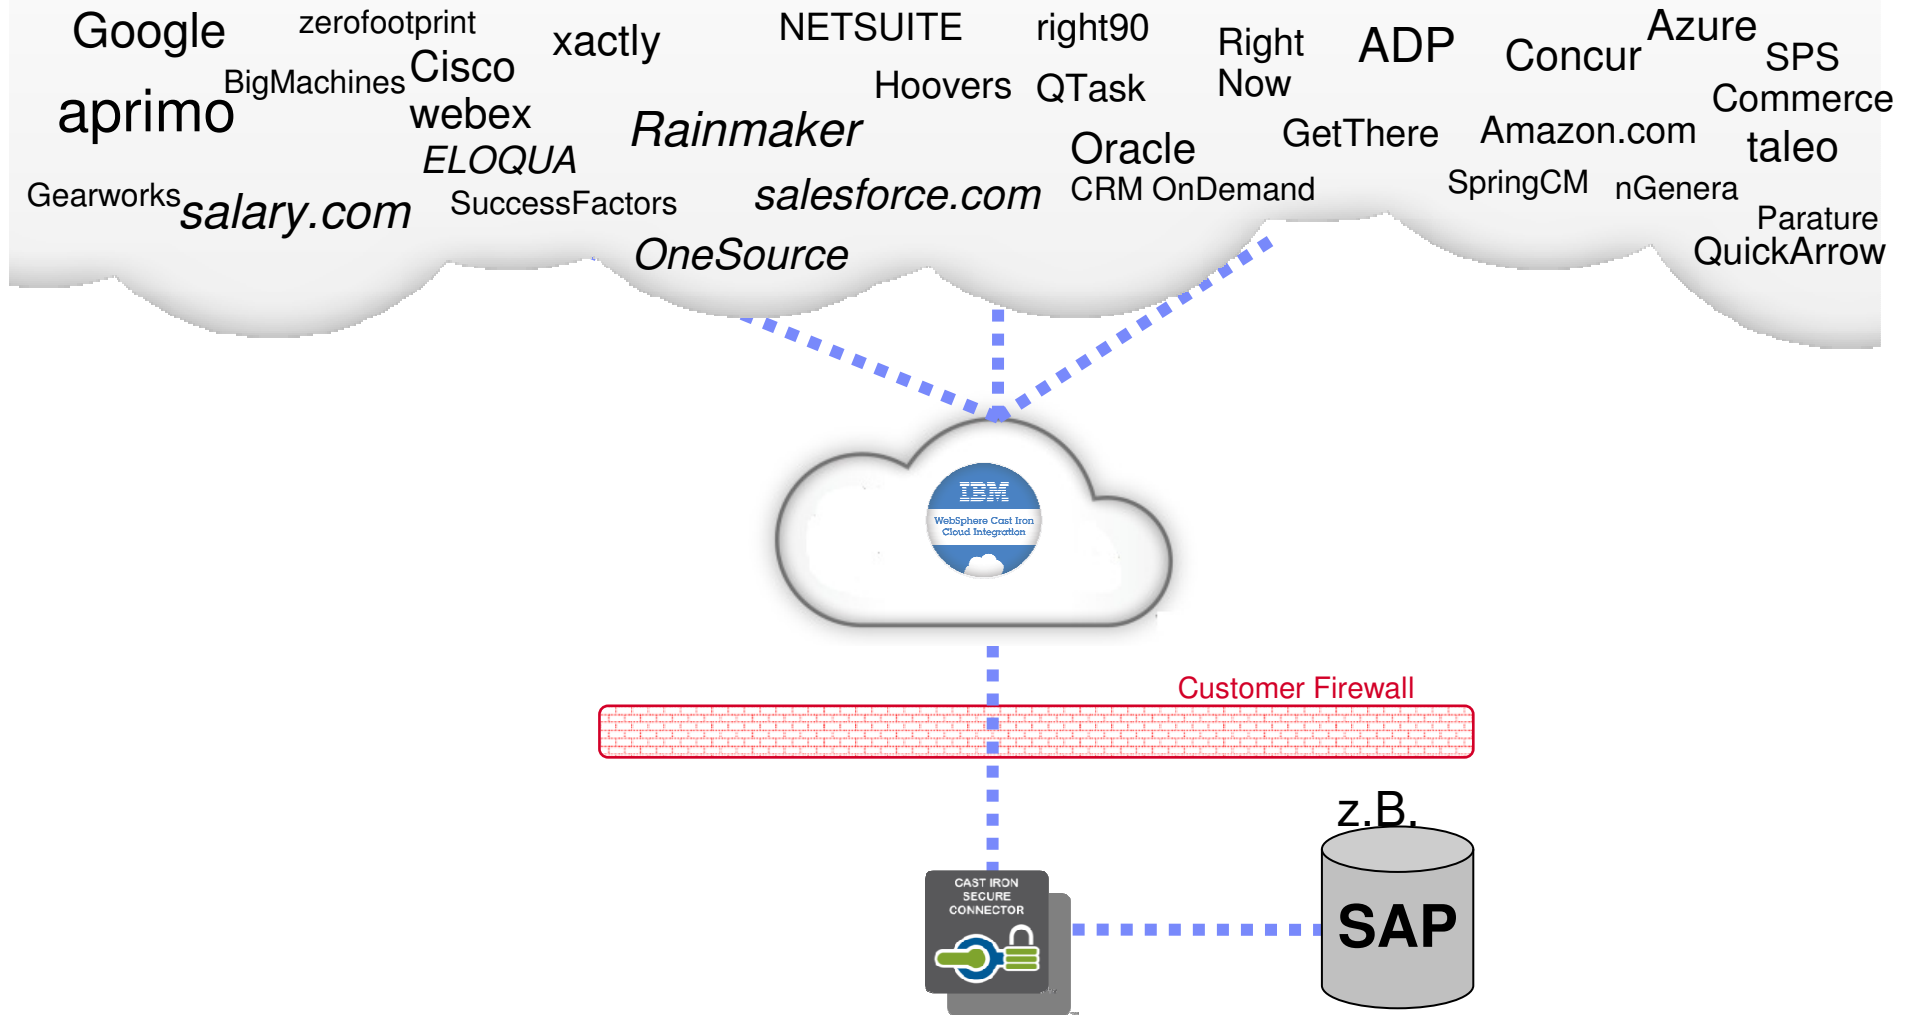 Google
zerofootprint
xactly
NETSUITE
right90
Right
Now
ADP
Concur
Azure
SPS
Commerce
BigMachines
Cisco
webex
Hoovers
QTask
aprimo
Rainmaker
Oracle
CRM OnDemand
GetThere
Amazon.com
taleo
ELOQUA
Gearworks
salary.com
SuccessFactors
salesforce.com
SpringCM
nGenera
Parature
QuickArrow
OneSource
IBM
WebSphere Cast Iron
Cloud Integration
Customer Firewall
z.B.
SAP
CAST IRON
SECURE
CONNECTOR